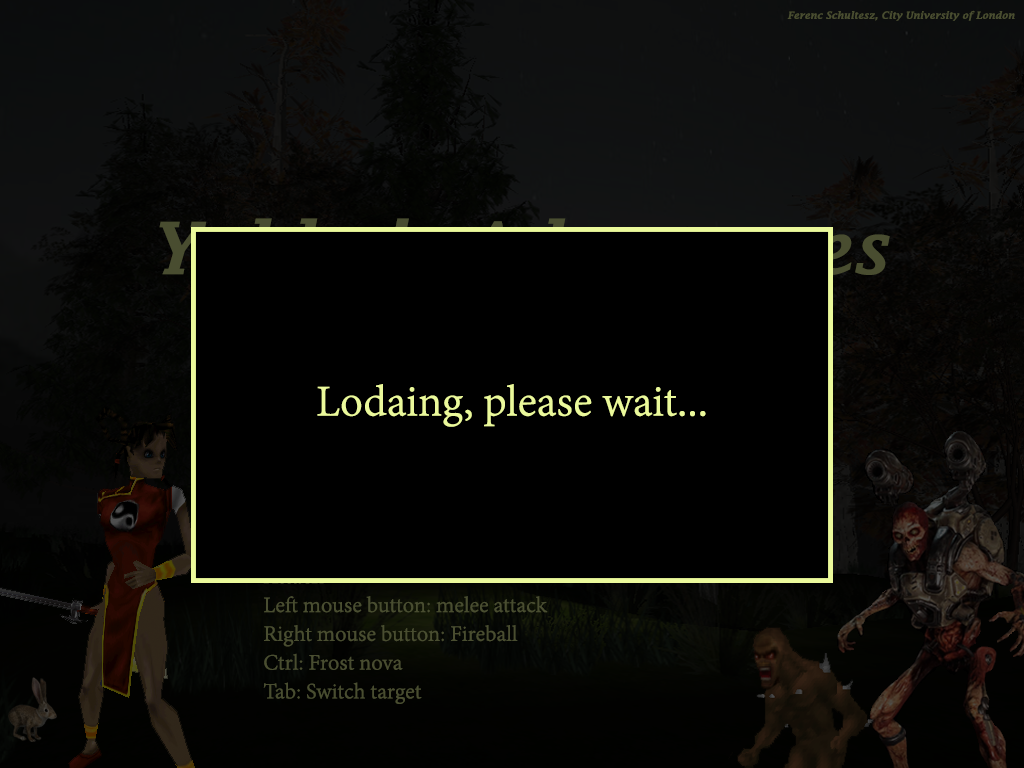 Ferenc Schultesz, City University of London
Lodaing, please wait...
Left mouse button: melee attack
Right mouse button: Fireball
Ctrl: Frost nova
Tab: Switch target